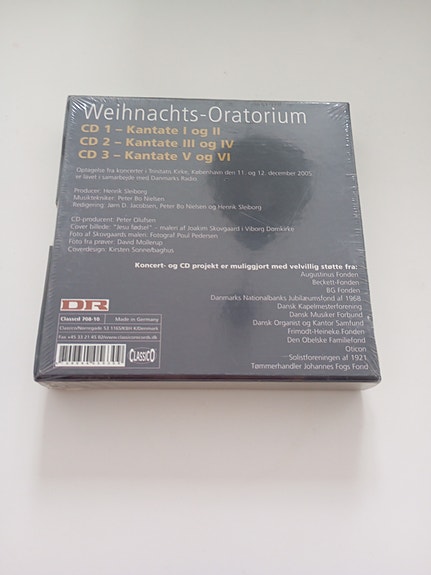 Weihnachts-Oratorium
CD 1 – Kantate I og II
CD 2 – Kantate III og IV
CD 3 – Kantate V og VI
Optagelse fra koncerter i Trinitatis Kirke, København den 11. og 12. december 2005,
er lavet i samarbejde med Danmarks Radio.
Producer: Henrik Sleiborg
Musiktekniker: Peter Bo Nielsen
Redigering: Jørn D. Jacobsen, Peter Bo Nielsen og Henrik Sleiborg
CD-producent: Peter Olufsen
Cover billede: "Jesu fødsel" – maleri af Joakim Skovgaard i Viborg Domkirke
Foto af Skovgaards maleri: Fotograf Poul Pedersen
Foto fra prøver: David Mollerup
Coverdesign: Kirsten Sonne
Koncert- og CD projekt er muliggjort med velvillig støtte fra:
Augustinus Fonden
Beckett-Fonden
BG Fonden
Danmarks Nationalbanks Jubilæumsfond af 1968
Dansk Kapelmesterforening
Dansk Musiker Forbund
Dansk Organist og Kantor Samfund
Frimodt-Heineke Fonden
Den Obelske Familiefond
Oticon
Solistforeningen af 1921
Tømmerhandler Johannes Fogs Fond
DR
Classcd 708-10 Made in Germany
CLASSICO